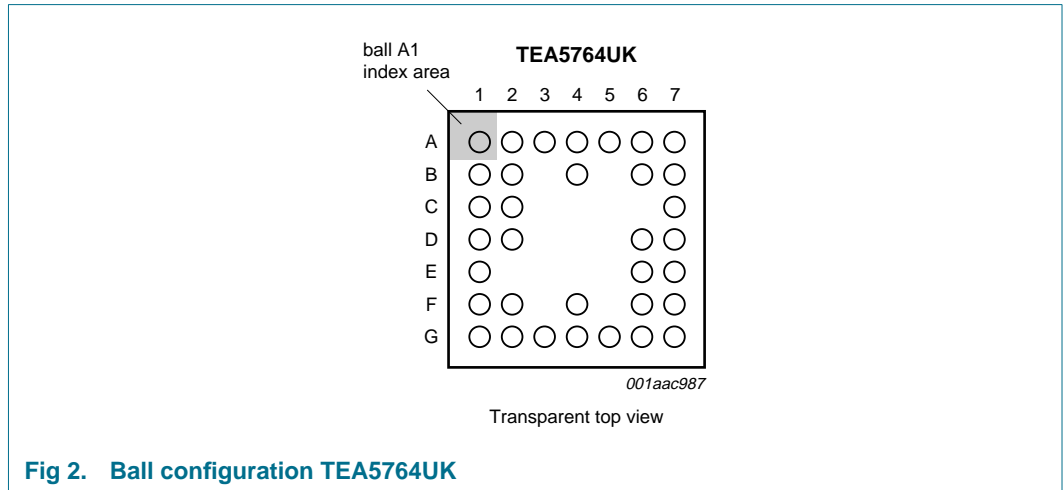 ball A1
index area
TEA5764UK
1 2 3 4 5 6 7
A
B
C
D
E
F
G
001aac987
Transparent top view
Fig 2. Ball configuration TEA5764UK